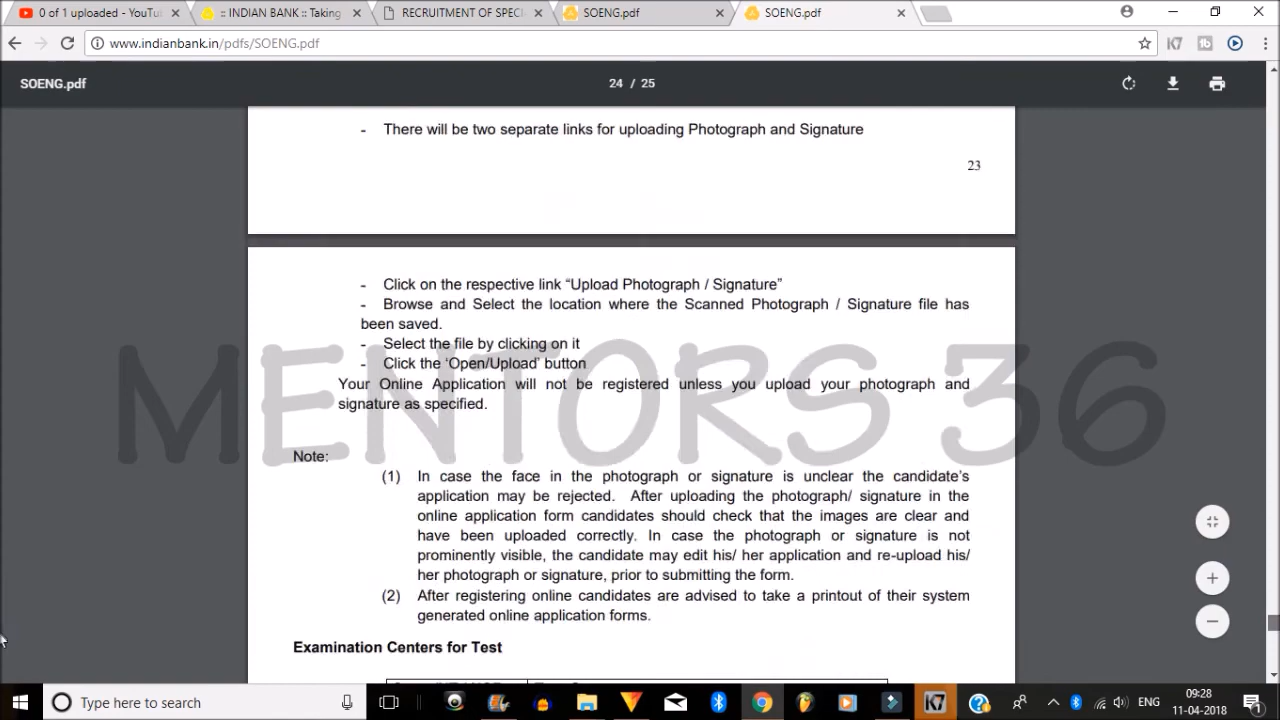 0 of 1 uploaded - YouTu
:: INDIAN BANK :: Taking
RECRUITMENT OF SPECI
SOENG.pdf
SOENG.pdf
www.indianbank.in/pdfs/SOENG.pdf
SOENG.pdf
24 / 25
- There will be two separate links for uploading Photograph and Signature
23
- Click on the respective link “Upload Photograph / Signature”
- Browse and Select the location where the Scanned Photograph / Signature file has
been saved.
- Select the file by clicking on it
- Click the ‘Open/Upload’ button
Your Online Application will not be registered unless you upload your photograph and
signature as specified.
MENTORS 36
Note:
(1) In case the face in the photograph or signature is unclear the candidate’s
application may be rejected. After uploading the photograph/ signature in the
online application form candidates should check that the images are clear and
have been uploaded correctly. In case the photograph or signature is not
prominently visible, the candidate may edit his/ her application and re-upload his/
her photograph or signature, prior to submitting the form.
(2) After registering online candidates are advised to take a printout of their system
generated online application forms.
Examination Centers for Test
Type here to search
K7
ENG
09:28
11-04-2018